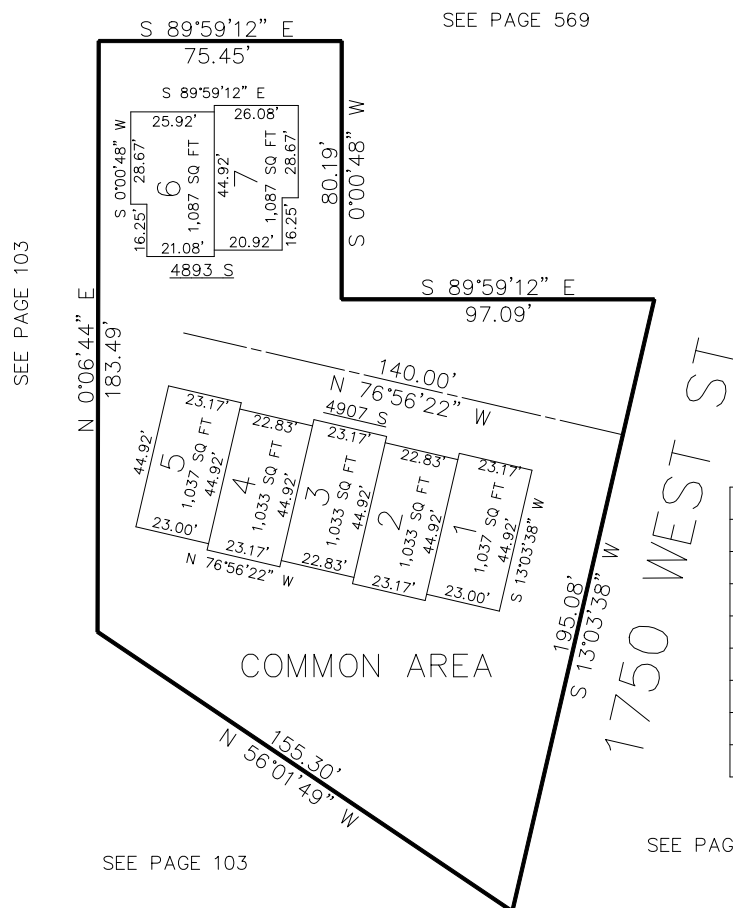 SEE PAGE 569
S 89°59'12" E
75.45'
S 89°59'12" E
25.92'
26.08'
S 0°00'48" W
28.67'
16.25'
6
1,087 SQ FT
44.92'
7
1,087 SQ FT
28.67'
16.25'
21.08'
20.92'
4893 S
80.19'
S 0°00'48" W
SEE PAGE 103
N 0°06'44" E
183.49'
S 89°59'12" E
97.09'
140.00'
N 76°56'22" W
4907 S
23.17'
22.83'
23.17'
22.83'
23.17'
44.92'
5
1,037 SQ FT
44.92'
4
1,033 SQ FT
44.92'
3
1,033 SQ FT
44.92'
2
1,033 SQ FT
44.92'
1
1,037 SQ FT
44.92'
S 13°03'38" W
23.00'
23.17'
22.83'
23.17'
23.00'
N 76°56'22" W
1750 WEST ST
195.08'
S 13°03'38" W
COMMON AREA
155.30'
N 56°01'49" W
SEE PAGE 103
SEE PAG